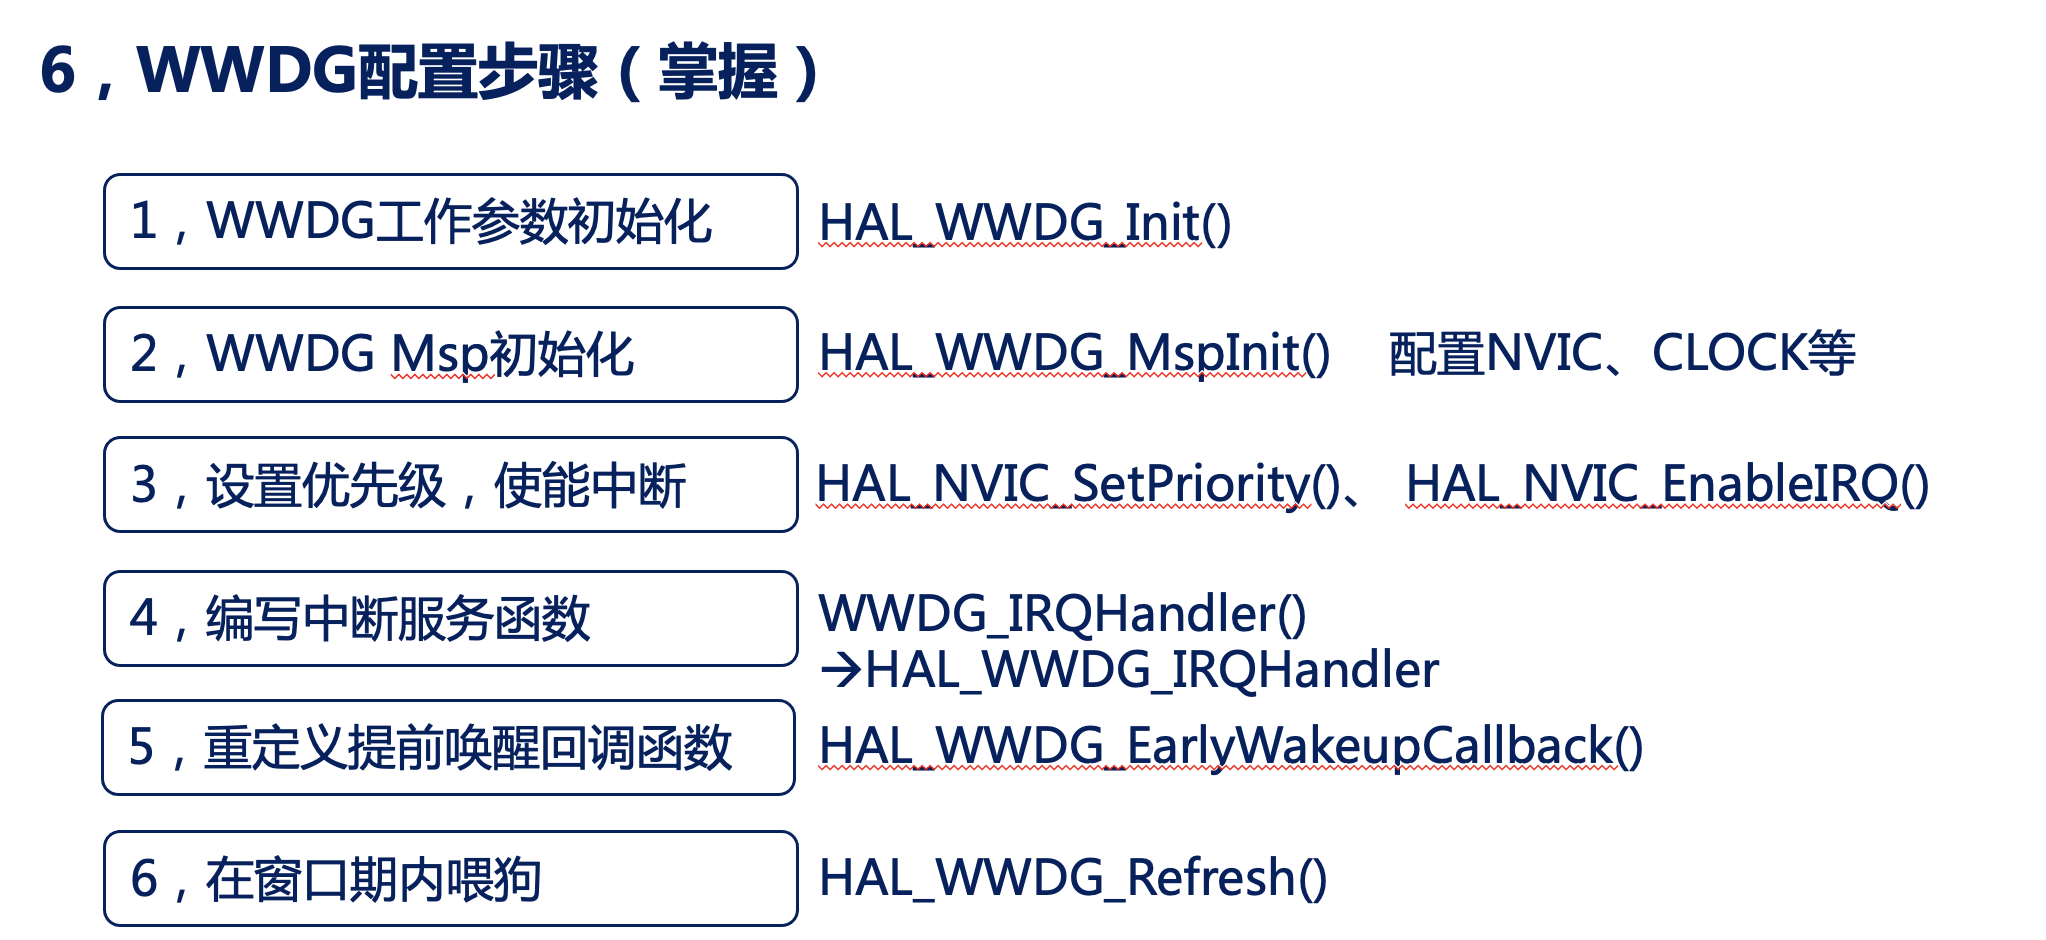 6，WWDG配置步骤（掌握）
1，WWDG工作参数初始化 HAL_WWDG_Init()
2，WWDG Msp初始化 HAL_WWDG_MspInit() 配置NVIC、CLOCK等
3，设置优先级，使能中断 HAL_NVIC_SetPriority()、 HAL_NVIC_EnableIRQ()
4，编写中断服务函数 WWDG_IRQHandler()
→HAL_WWDG_IRQHandler
5，重定义提前唤醒回调函数 HAL_WWDG_EarlyWakeupCallback()
6，在窗口期内喂狗 HAL_WWDG_Refresh()